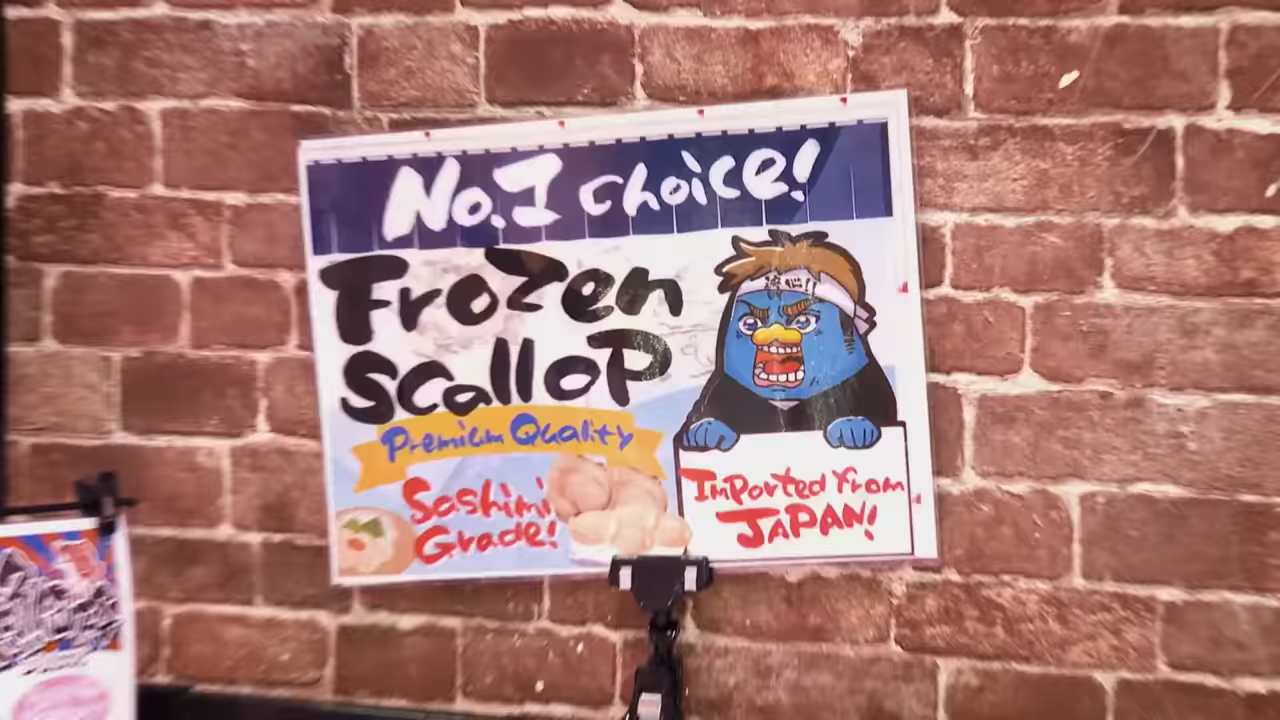 No.1 choice!
Frozen
Scallop
Premium Quality
Sashimi
Grade!
Imported from
JAPAN!